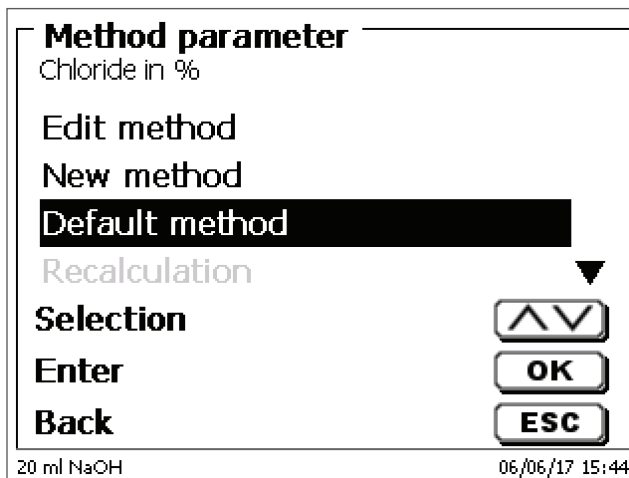 Method parameter
Chloride in %
Edit method
New method
Default method
Recalculation
Selection
Enter OK
Back ESC
20 ml NaOH 06/06/17 15:44